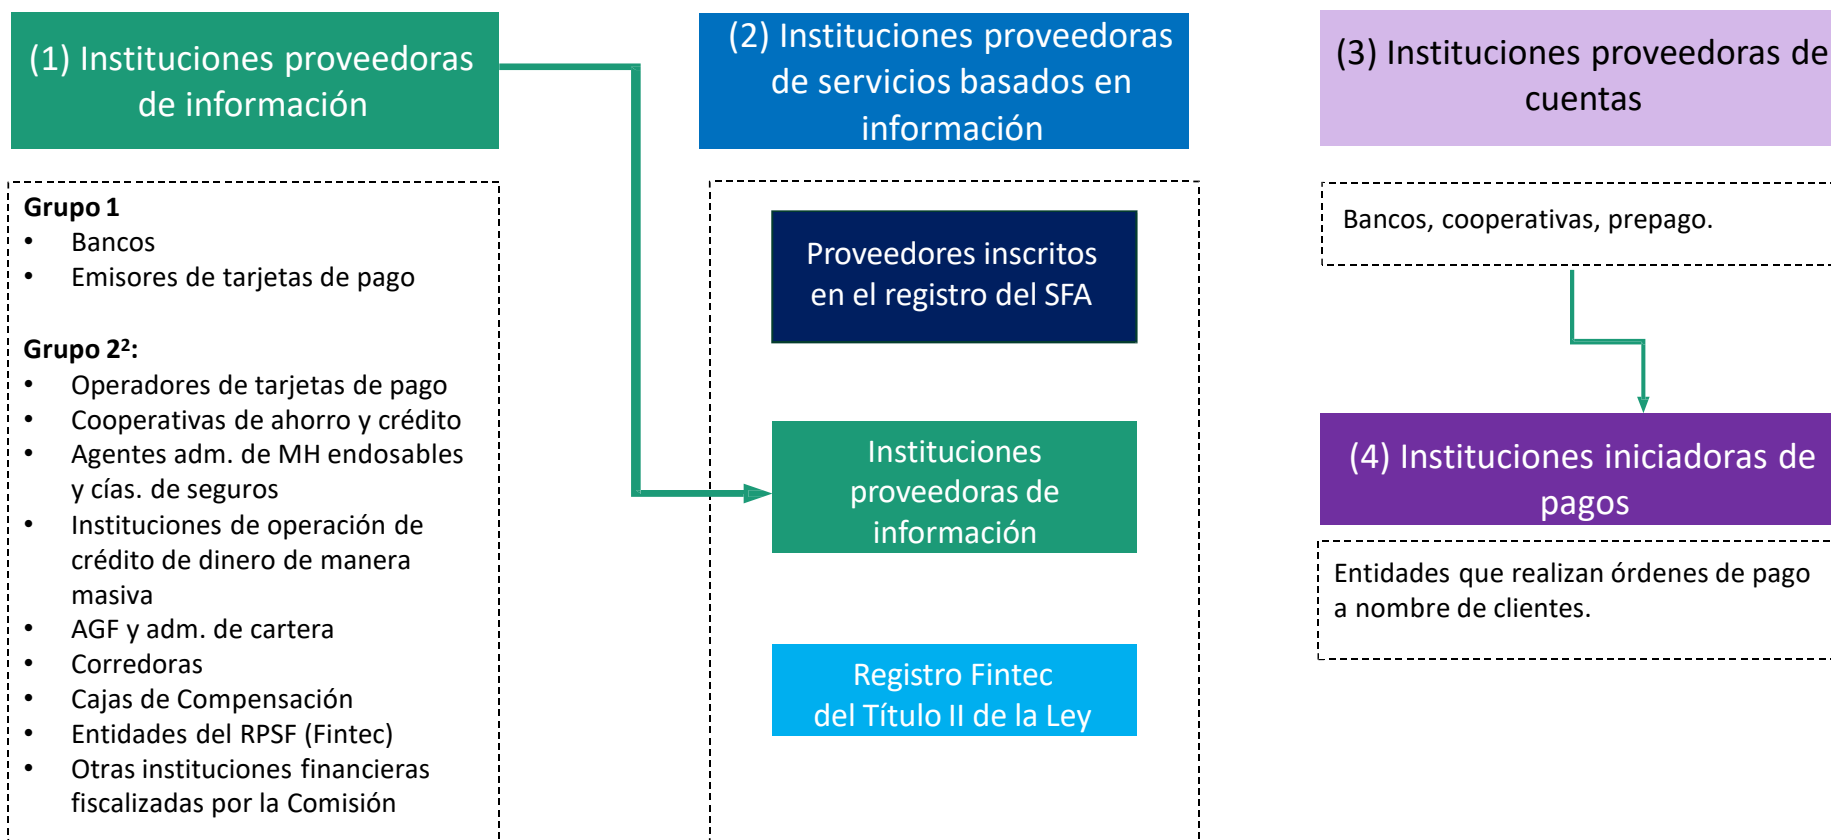 (1) Instituciones proveedoras
de información
Grupo 1
• Bancos
• Emisores de tarjetas de pago
Grupo 2²:
• Operadores de tarjetas de pago
• Cooperativas de ahorro y crédito
• Agentes adm. de MH endosables
y cías. de seguros
• Instituciones de operación de
crédito de dinero de manera
masiva
• AGF y adm. de cartera
• Corredoras
• Cajas de Compensación
• Entidades del RPSF (Fintec)
• Otras instituciones financieras
fiscalizadas por la Comisión
(2) Instituciones proveedoras
de servicios basados en
información
Proveedores inscritos
en el registro del SFA
Instituciones
proveedoras de
información
Registro Fintec
del Título II de la Ley
(3) Instituciones proveedoras de
cuentas
Bancos, cooperativas, prepago.
(4) Instituciones iniciadoras de
pagos
Entidades que realizan órdenes de pago
a nombre de clientes.